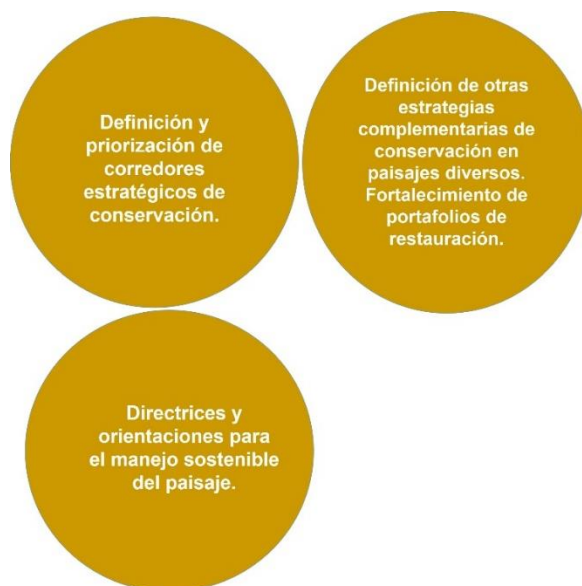 Definición y
priorización de
corredores
estratégicos de
conservación.
Definición de otras
estrategias
complementarias de
conservación en
paisajes diversos.
Fortalecimiento de
portafolios de
restauración.
Directrices y
orientaciones para
el manejo sostenible
del paisaje.